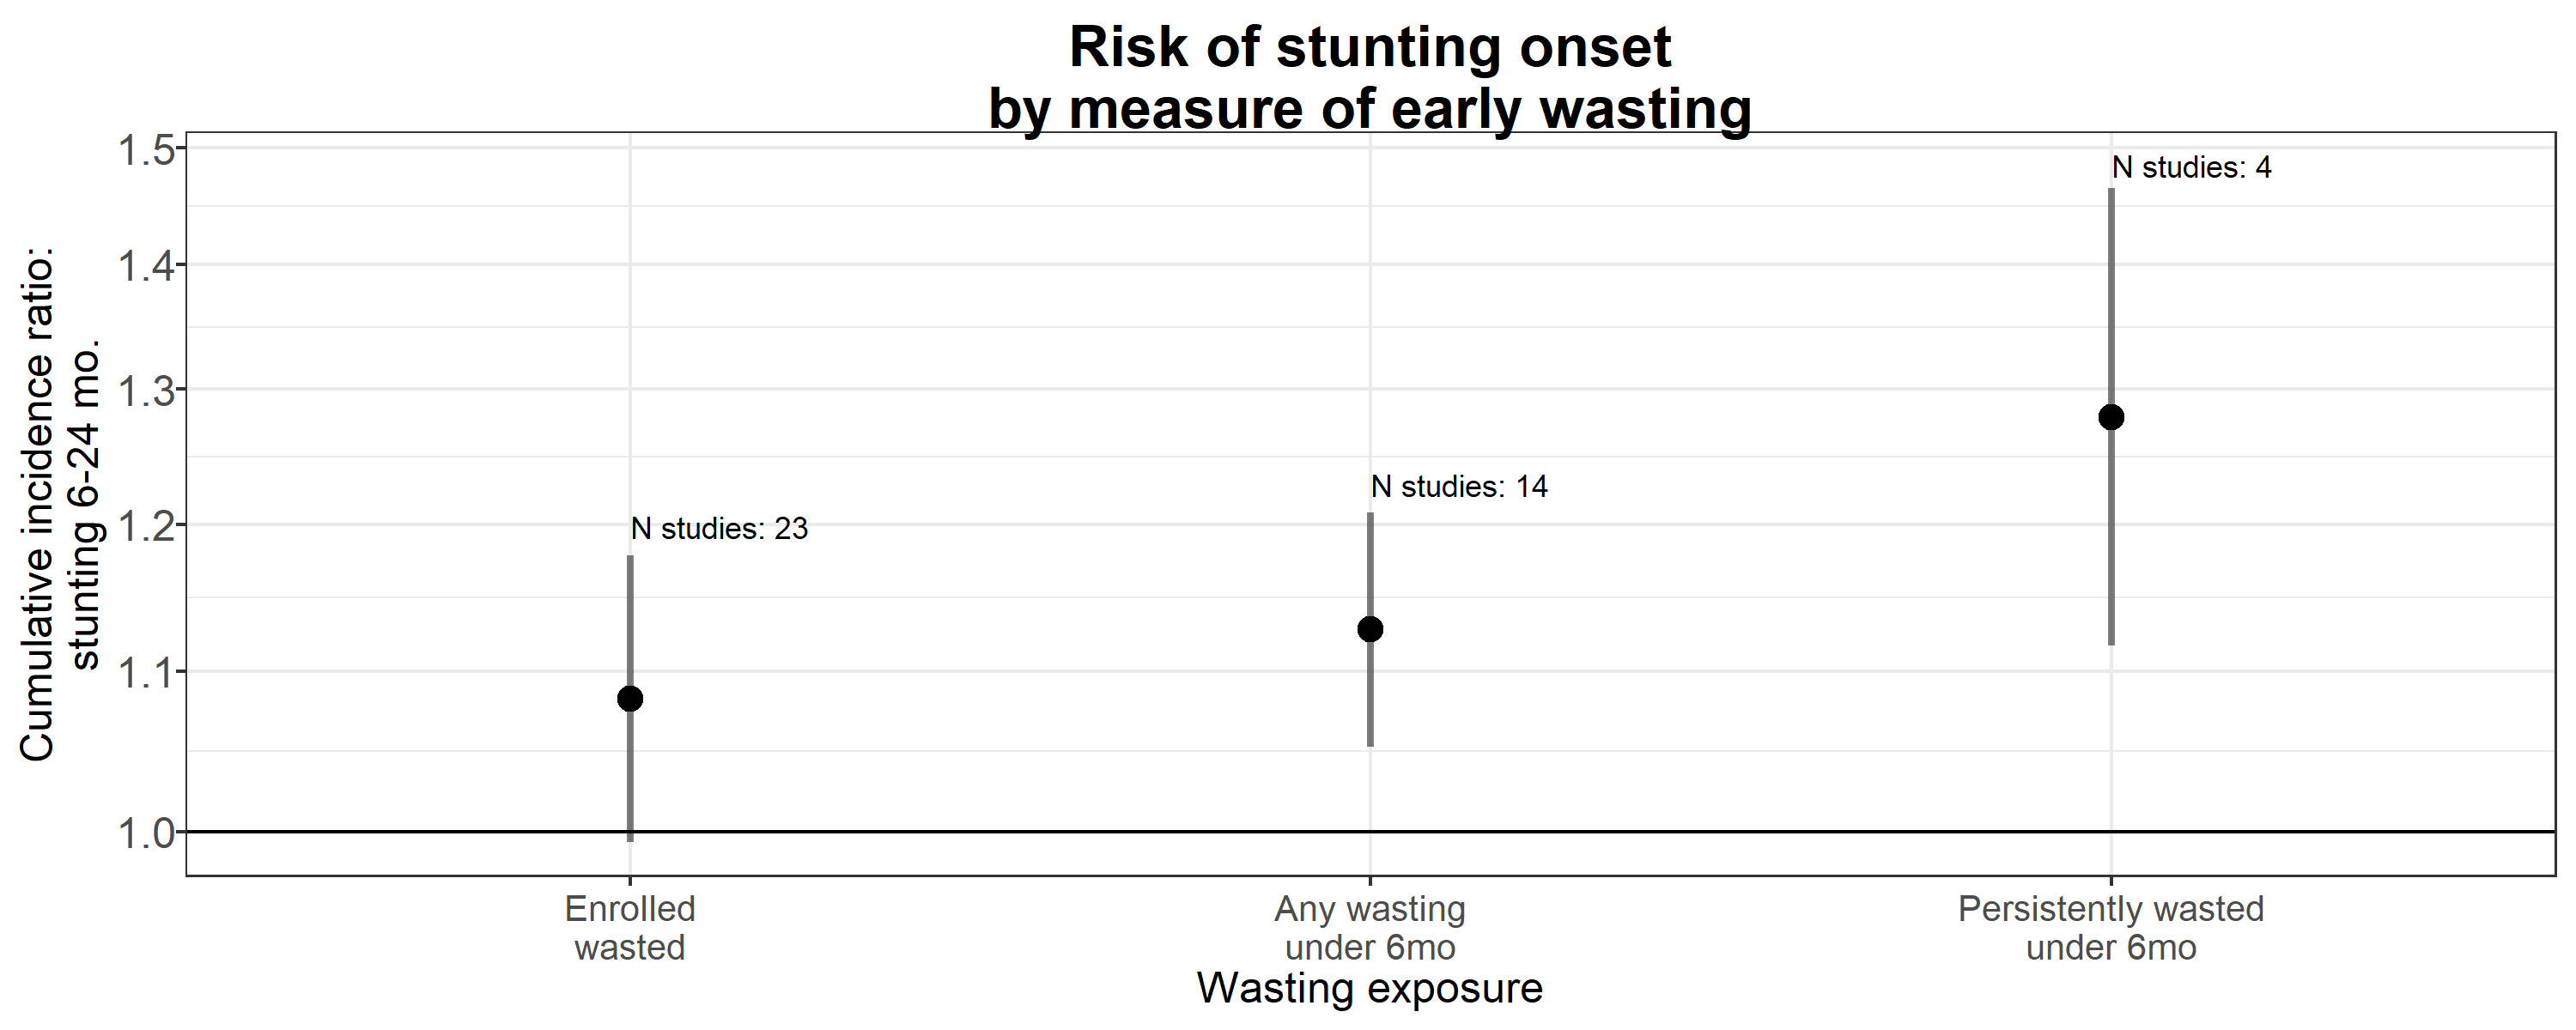 Risk of stunting onset
by measure of early wasting
Cumulative incidence ratio:
stunting 6-24 mo.
1.5
1.4
1.3
1.2
1.1
1.0
N studies: 23
N studies: 14
N studies: 4
Enrolled
wasted
Any wasting
under 6mo
Persistently wasted
under 6mo
Wasting exposure